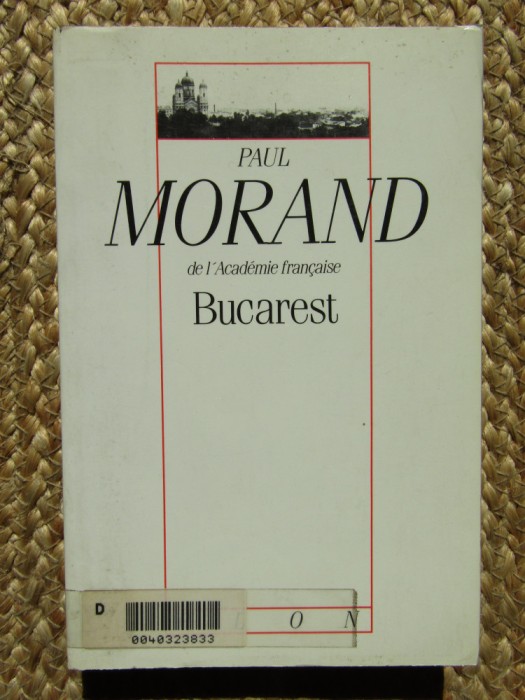 PAUL
MORAND
de l'Académie française
Bucarest
D
0040323833
O N